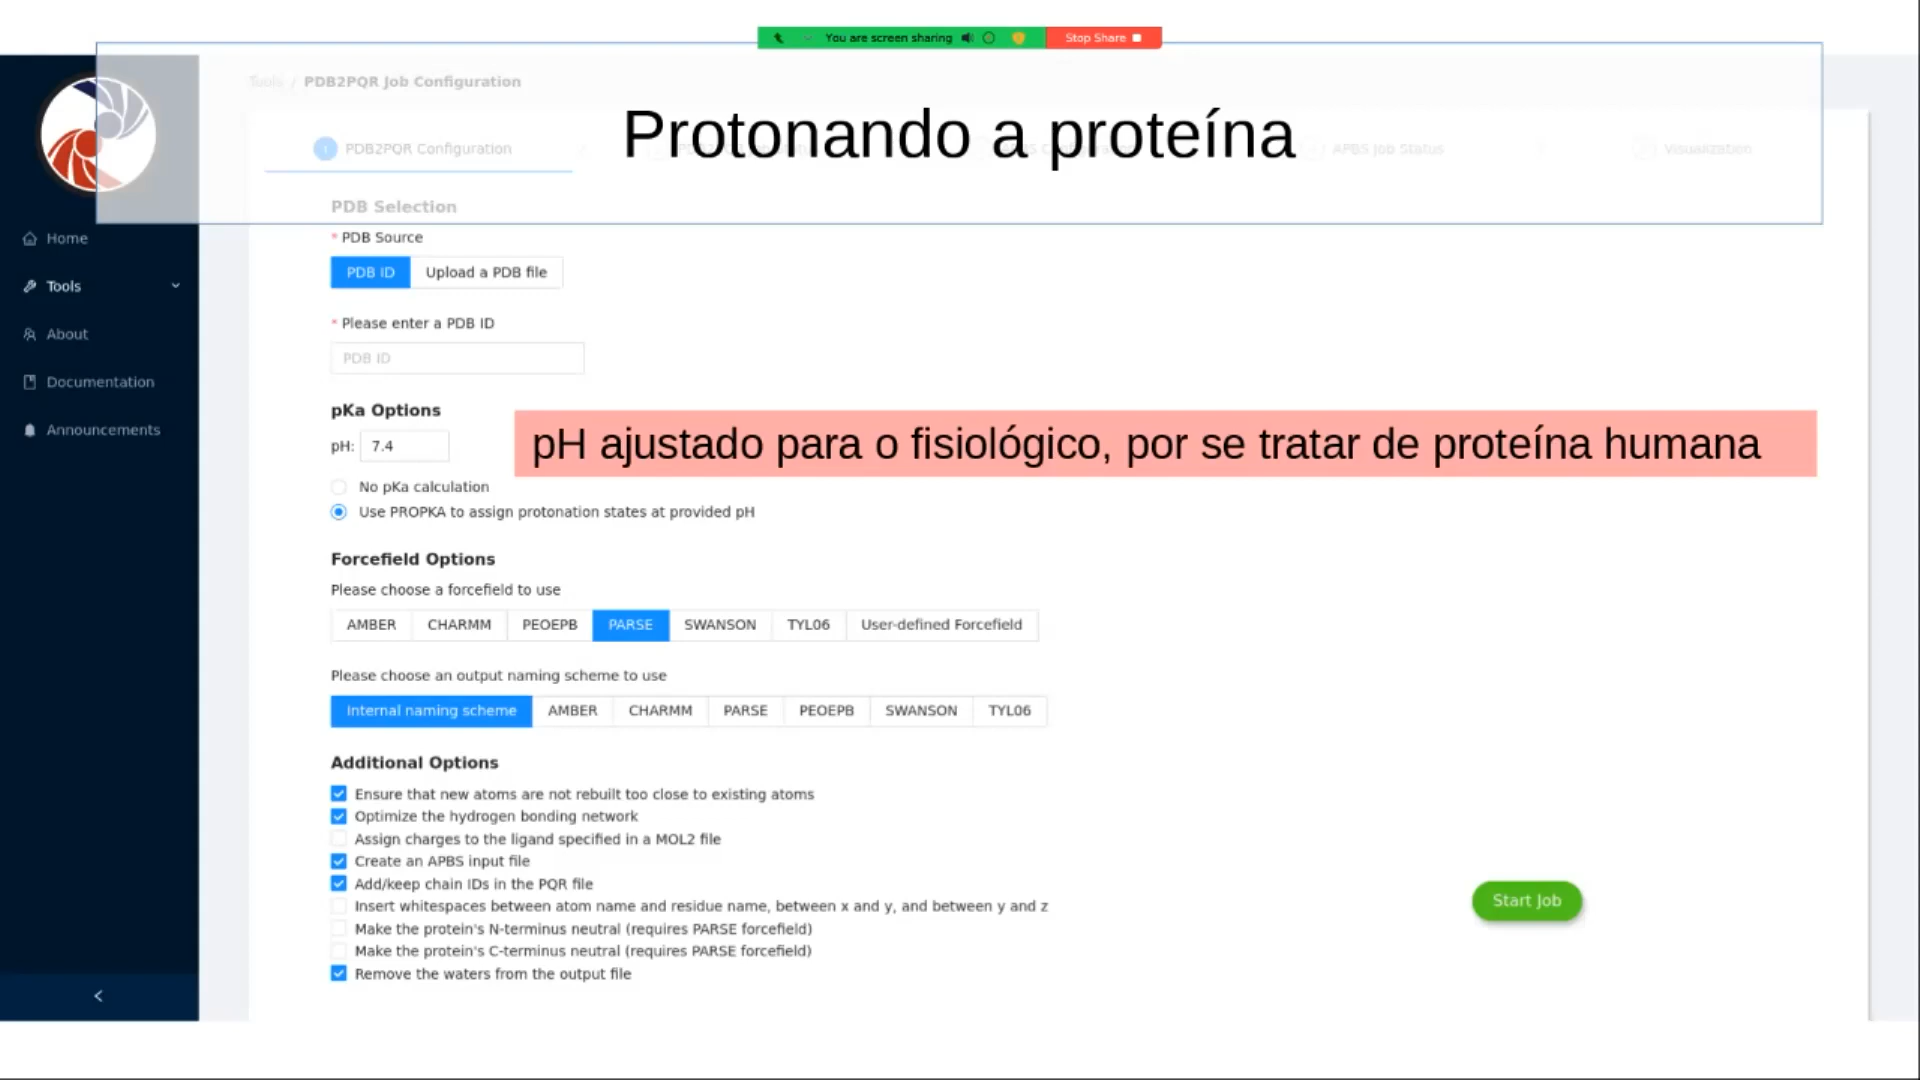 You are screen sharing
Stop Share
Tools / PDB2PQR Job Configuration
Protonando a proteína
PDB2PQR Configuration
APBS Job Status
Visualization
PDB Selection
* PDB Source
PDB ID
Upload a PDB file
* Please enter a PDB ID
PDB ID
Home
Tools
About
Documentation
Announcements
pKa Options
pH: 7.4
pH ajustado para o fisiológico, por se tratar de proteína humana
No pKa calculation
Use PROPKA to assign protonation states at provided pH
Forcefield Options
Please choose a forcefield to use
AMBER CHARMM PEOEPB PARSE SWANSON TYL06 User-defined Forcefield
Please choose an output naming scheme to use
Internal naming scheme AMBER CHARMM PARSE PEOEPB SWANSON TYL06
Additional Options
Ensure that new atoms are not rebuilt too close to existing atoms
Optimize the hydrogen bonding network
Assign charges to the ligand specified in a MOL2 file
Create an APBS input file
Add/keep chain IDs in the PQR file
Insert whitespaces between atom name and residue name, between x and y, and between y and z
Make the protein's N-terminus neutral (requires PARSE forcefield)
Make the protein's C-terminus neutral (requires PARSE forcefield)
Remove the waters from the output file
Start Job